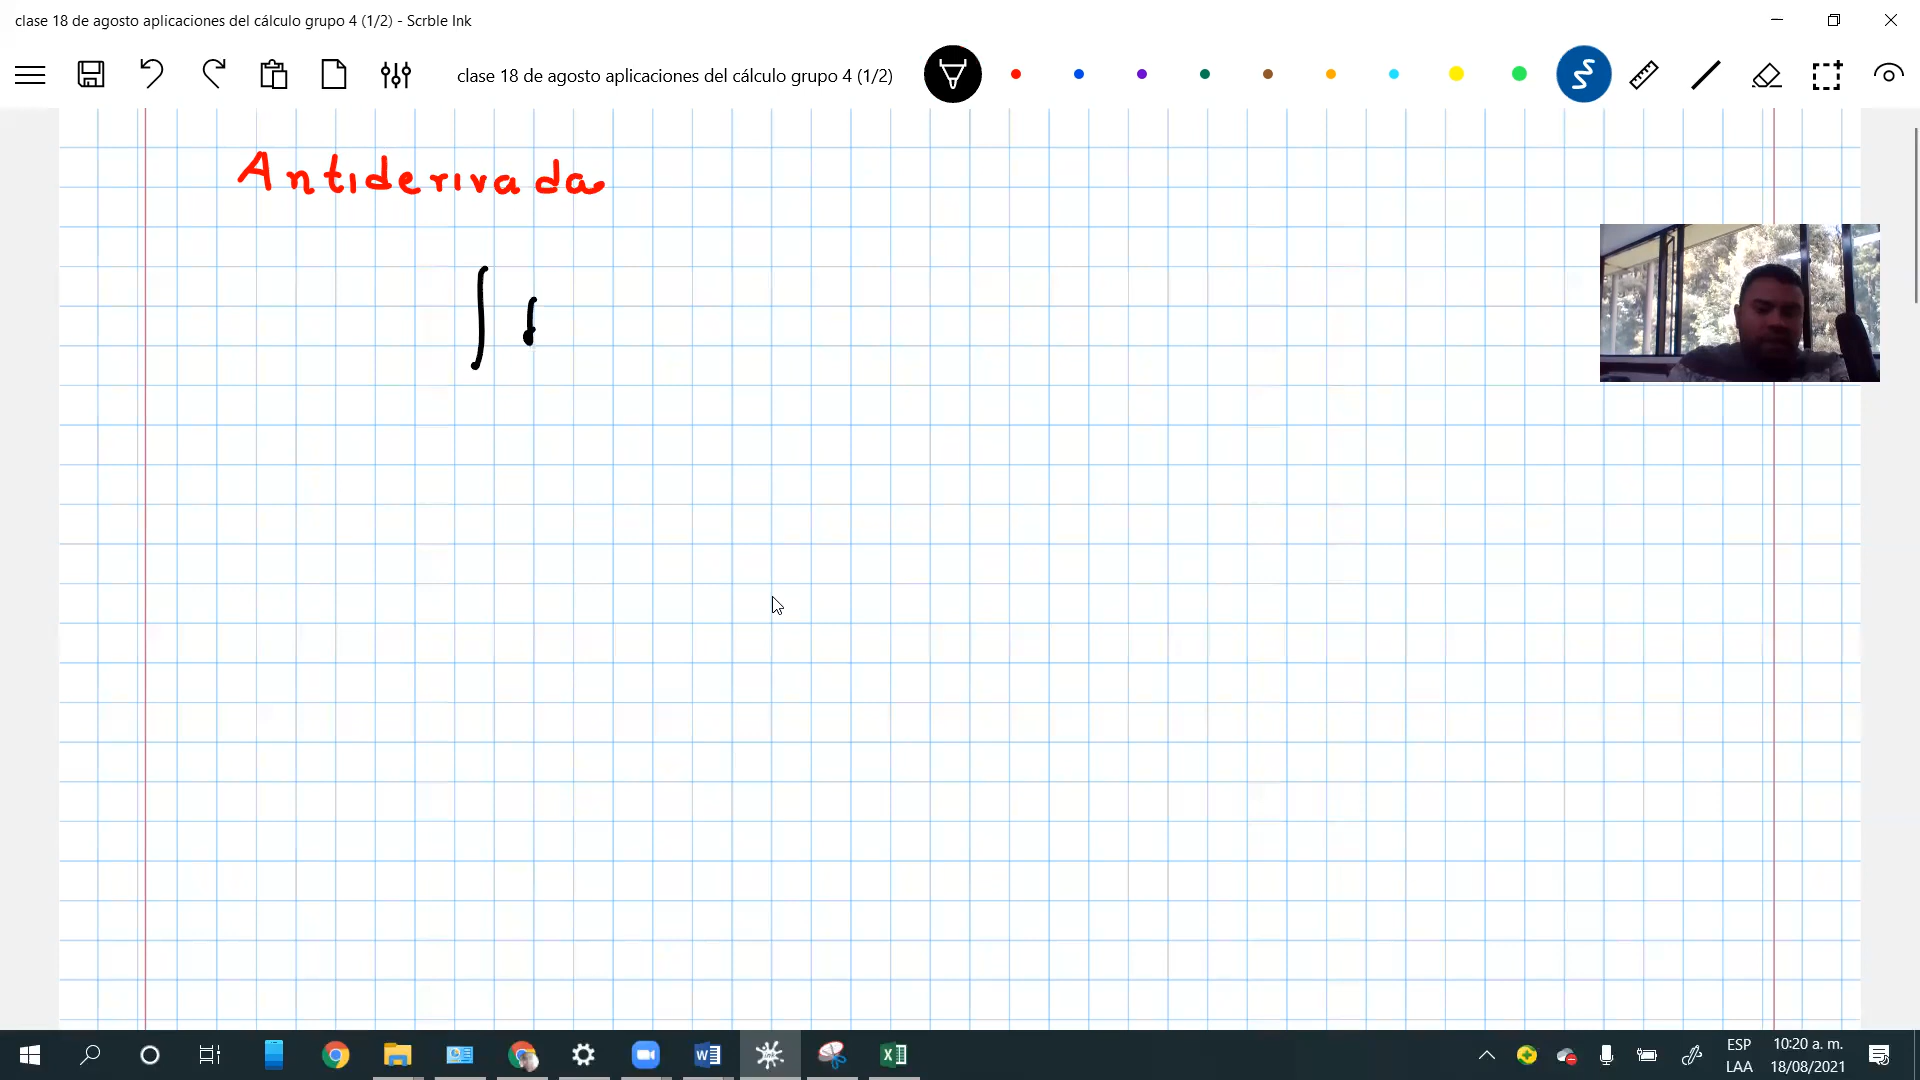 clase 18 de agosto aplicaciones del cálculo grupo 4 (1/2) - Scrble Ink
clase 18 de agosto aplicaciones del cálculo grupo 4 (1/2)
Antiderivada
∫
ESP
LAA
10:20 a. m.
18/08/2021